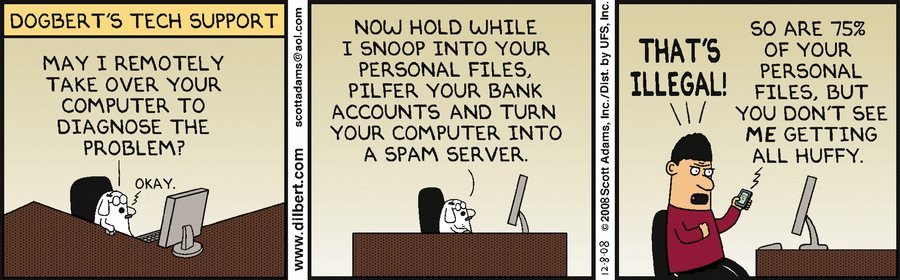 DOGBERT'S TECH SUPPORT
MAY I REMOTELY
TAKE OVER YOUR
COMPUTER TO
DIAGNOSE THE
PROBLEM?
OKAY.
www.dilbert.com
scottadams@aol.com
NOW HOLD WHILE
I SNOOP INTO YOUR
PERSONAL FILES,
PILFER YOUR BANK
ACCOUNTS AND TURN
YOUR COMPUTER INTO
A SPAM SERVER.
12-8-08 © 2008 Scott Adams, Inc./Dist. by UFS, Inc.
THAT'S
ILLEGAL!
SO ARE 75%
OF YOUR
PERSONAL
FILES, BUT
YOU DON'T SEE
ME GETTING
ALL HUFFY.